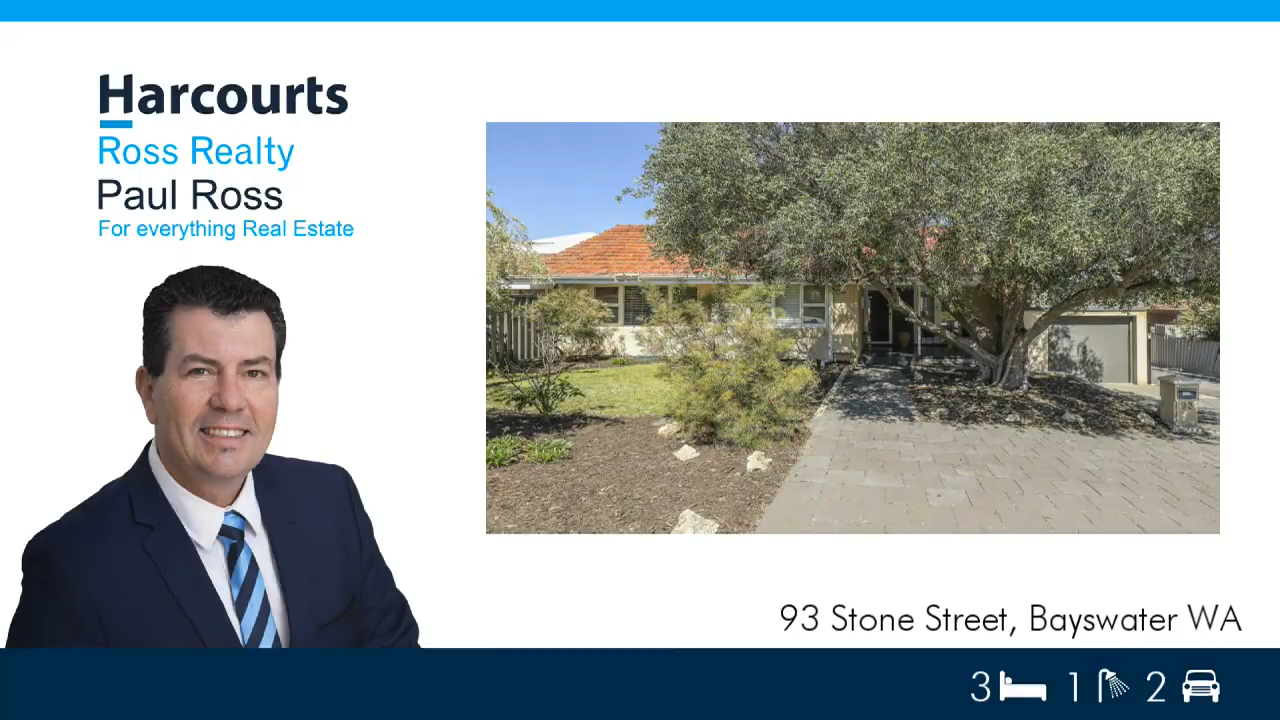 Harcourts
Ross Realty
Paul Ross
For everything Real Estate
93 Stone Street, Bayswater WA
3 1 2